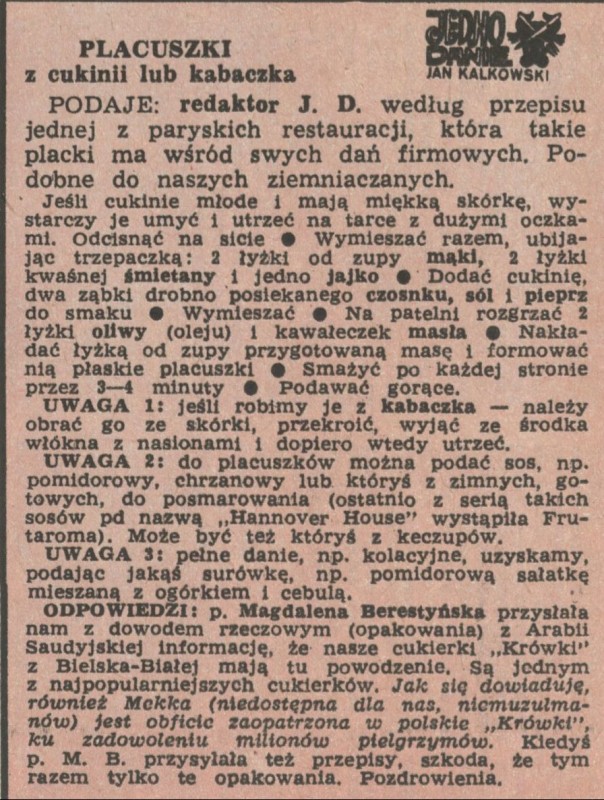 PLACUSZKI
z cukinii lub kabaczka
JEDNO
DANIE
JAN KALKOWSKI
PODAJE: redaktor J. D. według przepisu
jednej z paryskich restauracji, która takie
placki ma wśród swych dań firmowych. Po-
dobne do naszych ziemniaczanych.
Jeśli cukinie młode i mają miękką skórkę, wy-
starczy je umyć i utrzeć na tarce z dużymi oczka-
mi. Odcisnąć na sicie ● Wymieszać razem, ubija-
jąc trzepaczką: 2 łyżki od zupy mąki, 2 łyżki
kwaśnej śmietany i jedno jajko ● Dodać cukinię,
dwa ząbki drobno posiekanego czosnku, sól i pieprz
do smaku ● Wymieszać ● Na patelni rozgrzać 2
łyżki oliwy (oleju) i kawałeczek masła ● Nakła-
dać łyżką od zupy przygotowaną masę i formować
nią płaskie placuszki ● Smażyć po każdej stronie
przez 3—4 minuty ● Podawać gorące.
UWAGA 1: jeśli robimy je z kabaczka — należy
obrać go ze skórki, przekroić, wyjąć ze środka
włókna z nasionami i dopiero wtedy utrzeć.
UWAGA 2: do placuszków można podać sos, np.
pomidorowy, chrzanowy lub któryś z zimnych, go-
towych, do posmarowania (ostatnio z serią takich
sosów pd nazwą „Hannover House” wystąpiła Fru-
taroma). Może być też któryś z keczupów.
UWAGA 3: pełne danie, np. kolacyjne, uzyskamy,
podając jakąś surówkę, np. pomidorową sałatkę
mieszaną z ogórkiem i cebulą.
ODPOWIEDZI: p. Magdalena Berestyńska przysłała
nam z dowodem rzeczowym (opakowania) z Arabii
Saudyjskiej informację, że nasze cukierki „Krówki”
z Bielska-Białej mają tu powodzenie. Są jednym
z najpopularniejszych cukierków. Jak się dowiaduję,
również Mekka (niedostępna dla nas, niemuzułma-
nów) jest obficie zaopatrzona w polskie „Krówki”,
ku zadowoleniu milionów pielgrzymów. Kiedyś
p. M. B. przysyłała też przepisy, szkoda, że tym
razem tylko te opakowania. Pozdrowienia.